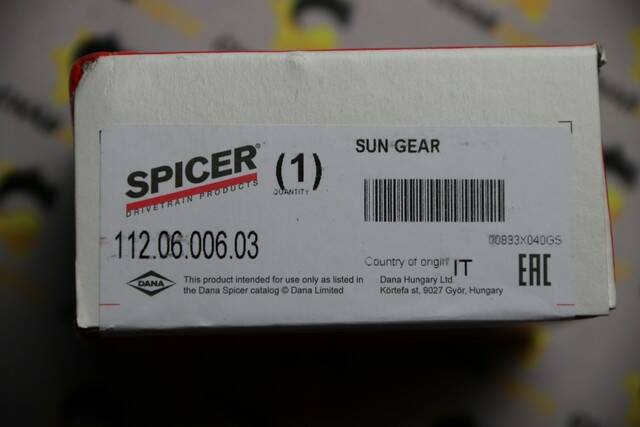 SPICER®
DRIVETRAIN PRODUCTS
(1)
QUANTITY
SUN GEAR
112.06.006.03
Country of origin IT
EAC
DANA
This product intended for use only as listed in
the Dana Spicer catalog © Dana Limited
Dana Hungary Ltd.
Körtefa st, 9027 Györ, Hungary